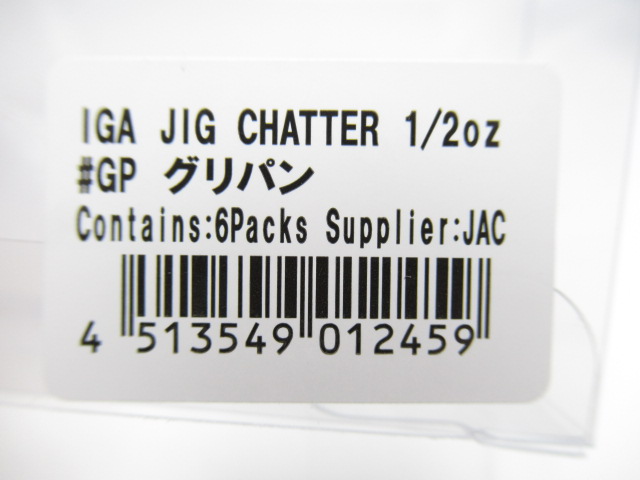 IGA JIG CHATTER 1/2oz
#GP グリパン
Contains:6Packs Supplier:JAC
4 513549 012459